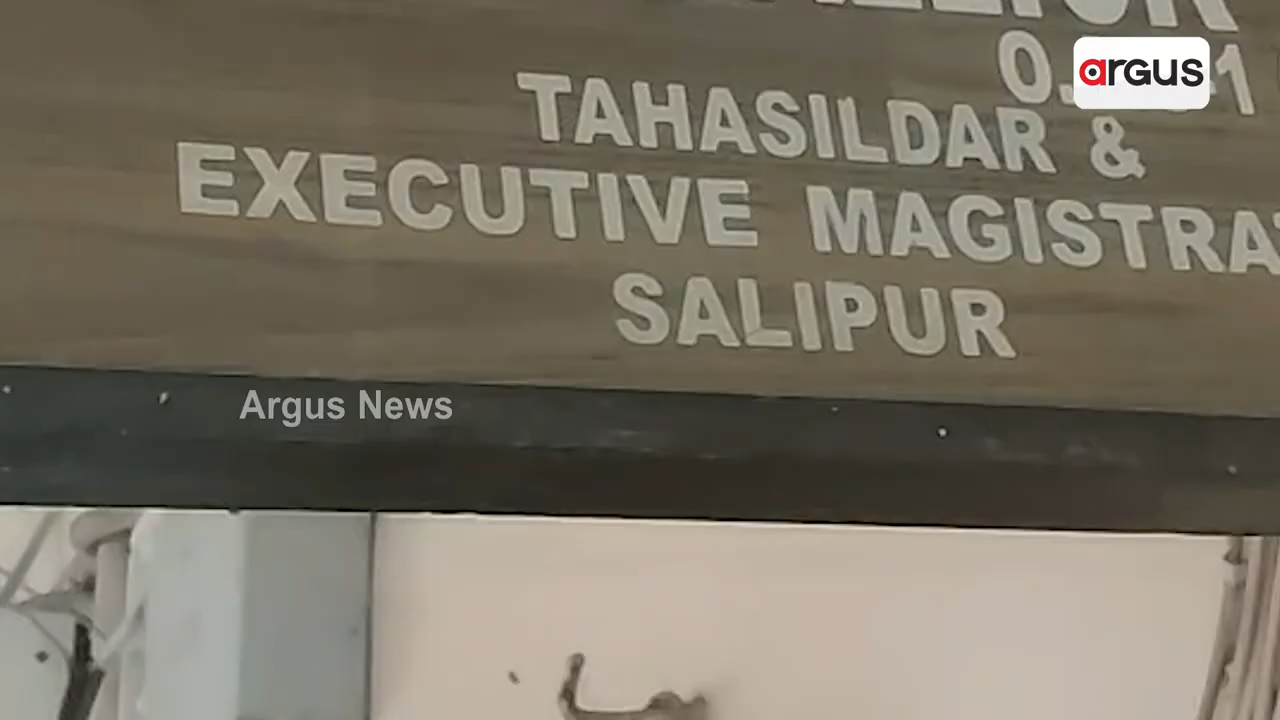 argus
TAHASILDAR &
EXECUTIVE MAGISTRA
SALIPUR
Argus News